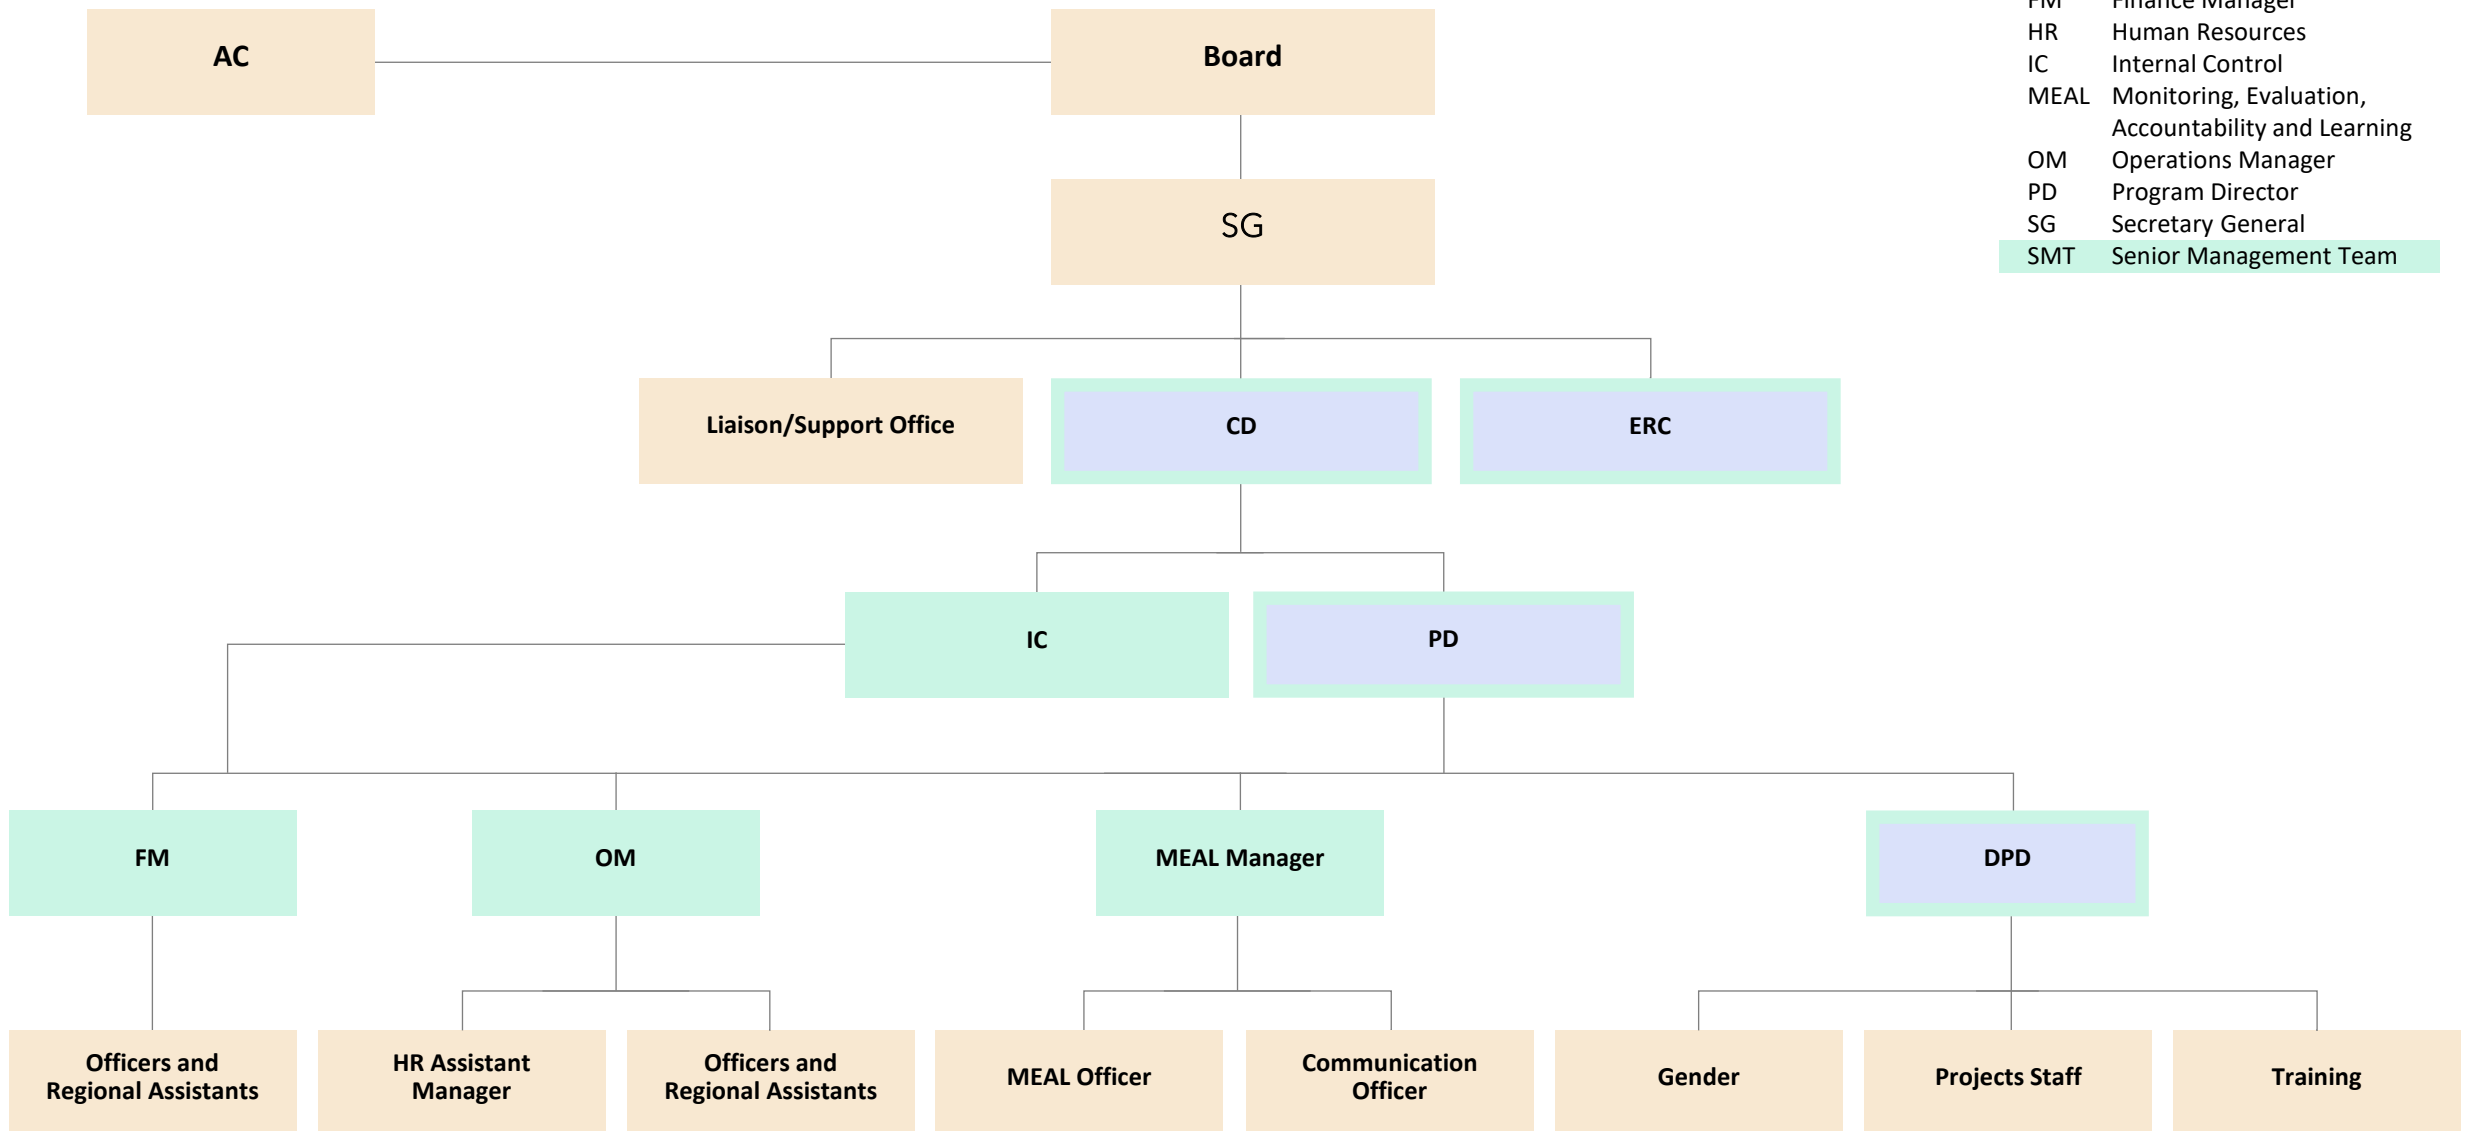 FM Finance Manager
HR Human Resources
IC Internal Control
MEAL Monitoring, Evaluation,
Accountability and Learning
OM Operations Manager
PD Program Director
SG Secretary General
SMT Senior Management Team
AC
Board
SG
Liaison/Support Office
CD
ERC
IC
PD
FM
OM
MEAL Manager
DPD
Officers and
Regional Assistants
HR Assistant
Manager
Officers and
Regional Assistants
MEAL Officer
Communication
Officer
Gender
Projects Staff
Training